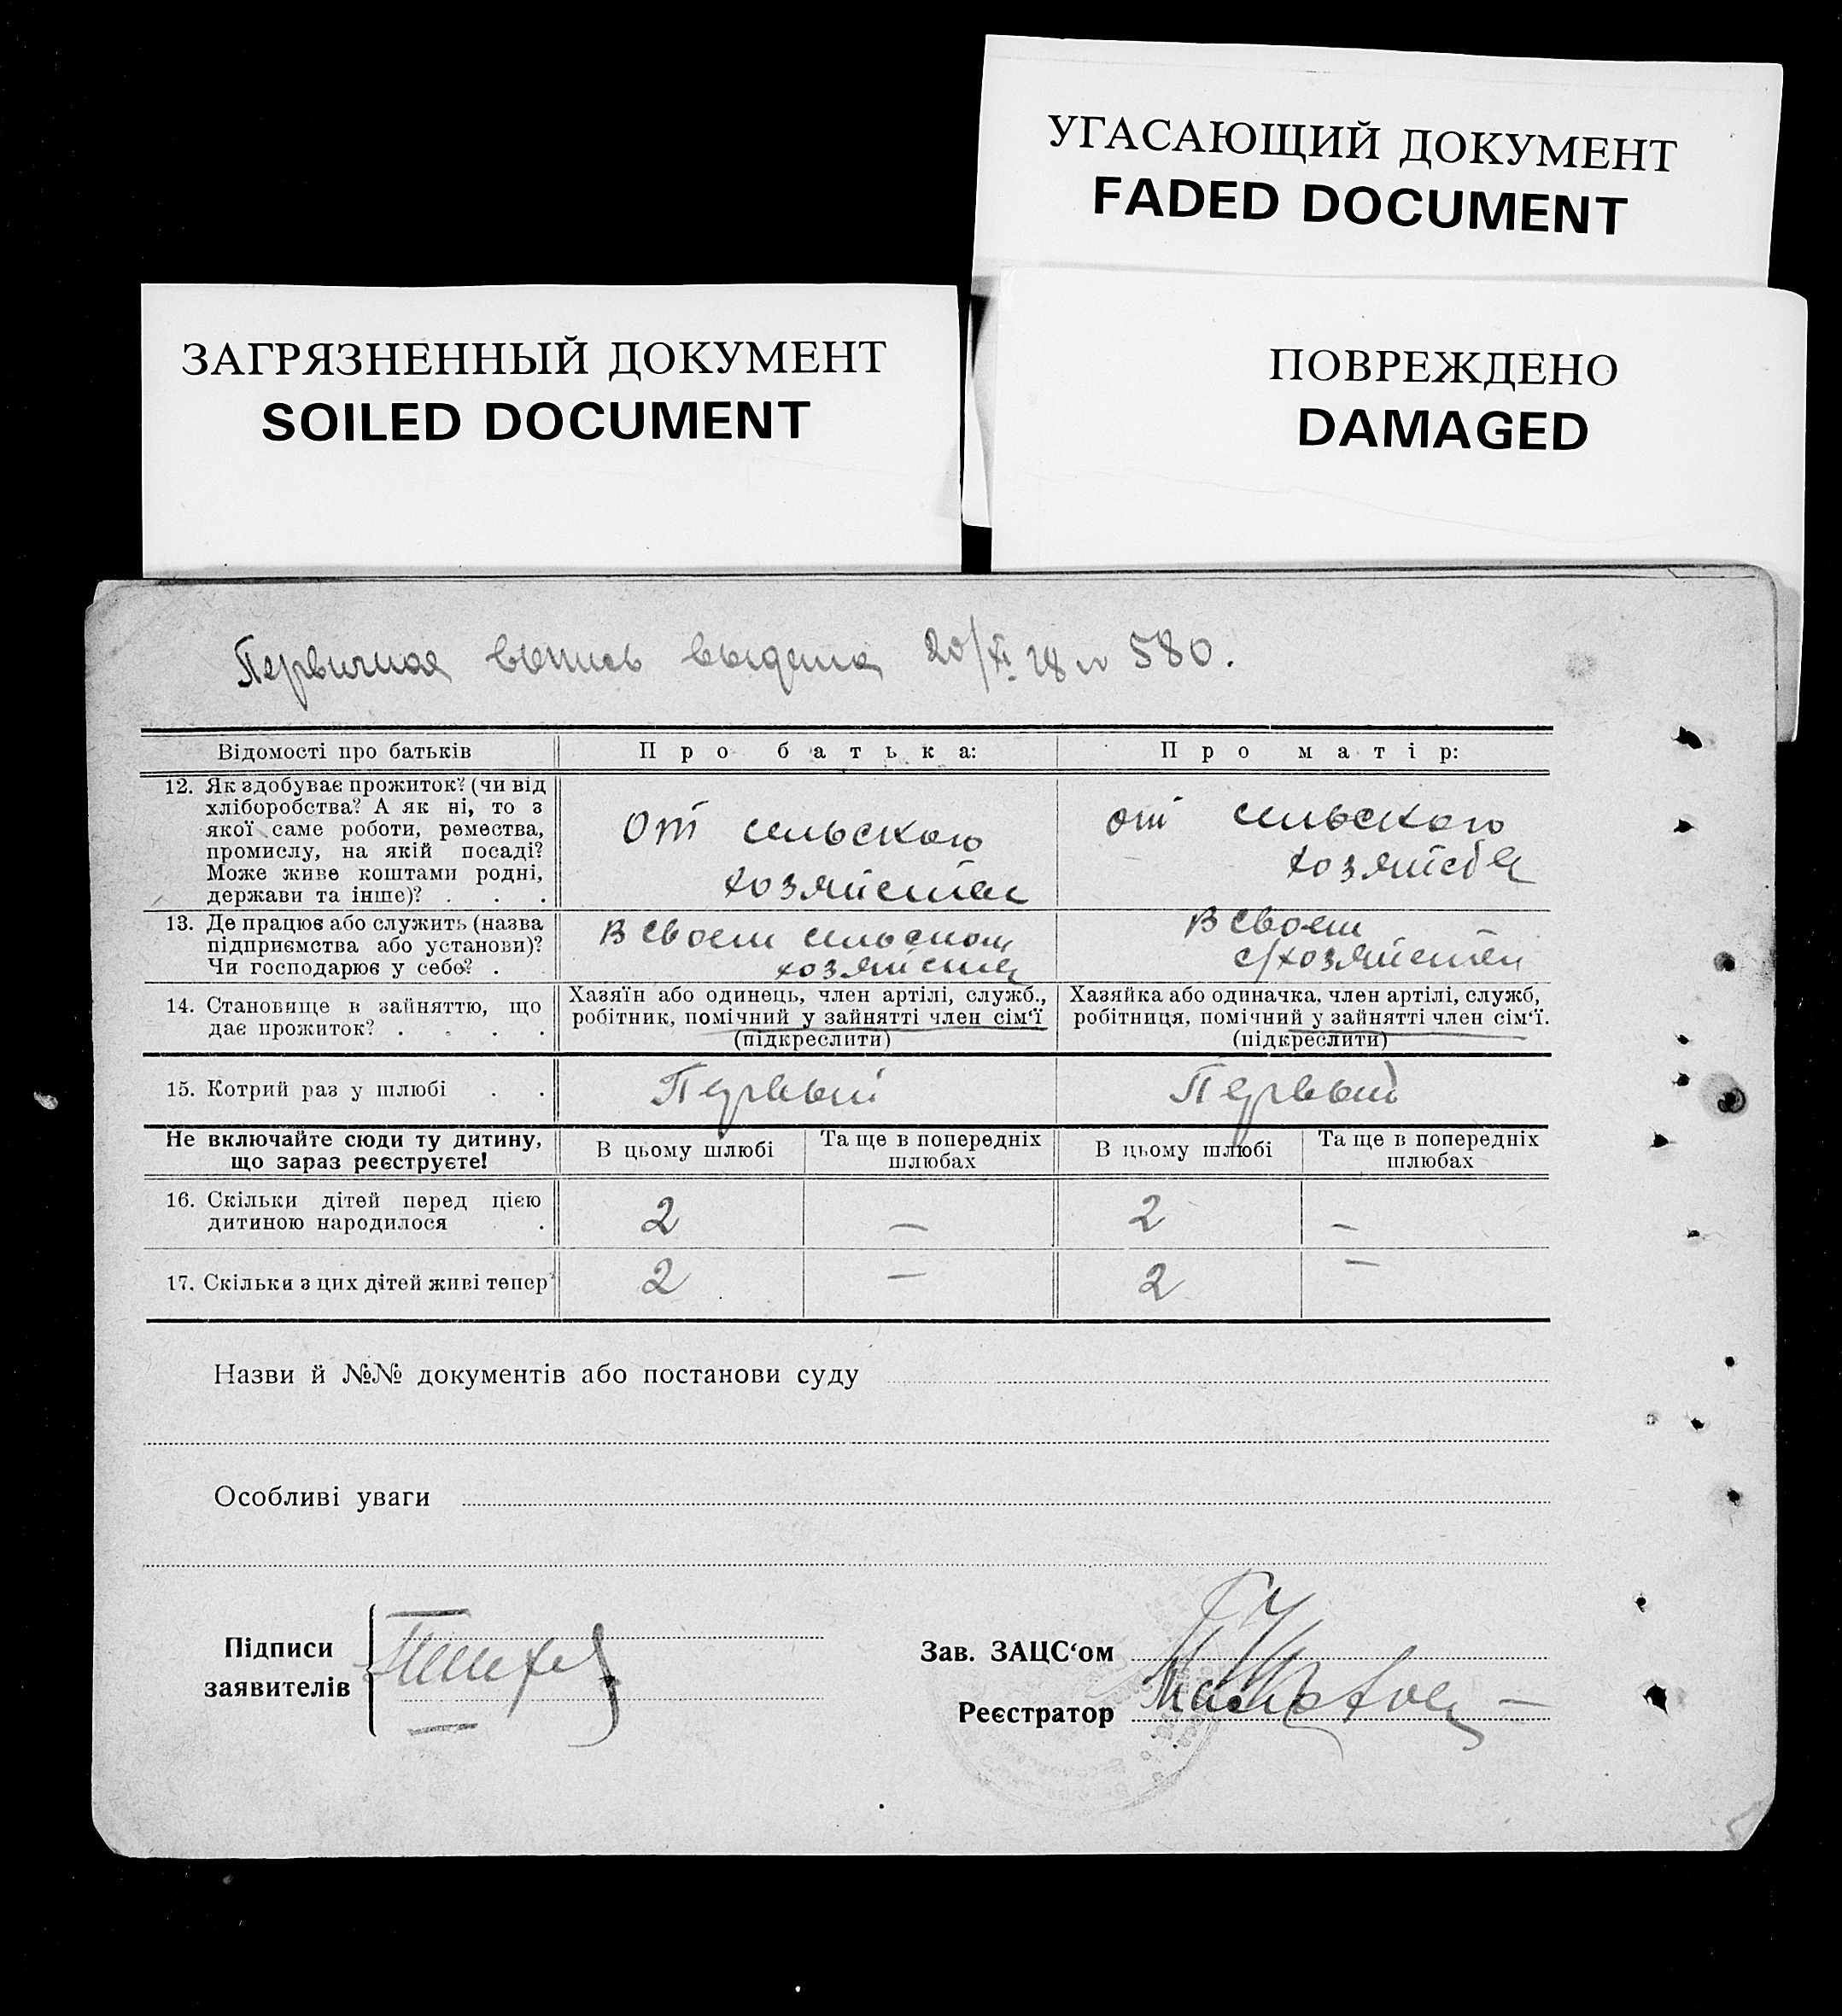 УГАСАЮЩИЙ ДОКУМЕНТ
FADED DOCUMENT
ЗАГРЯЗНЕННЫЙ ДОКУМЕНТ
SOILED DOCUMENT
ПОВРЕЖДЕНО
DAMAGED
Первичная выпись выдана 20/XI 28 № 580.
Відомості про батьків
Про батька:
Про матір:
12. Як здобуває прожиток? (чи від
хліборобства? А як ні, то з
якої саме роботи, ремества,
промислу, на якій посаді?
Може живе коштами родні,
держави та інше)? . . .
От сельского
хозяйства
от сельского
хозяйства
13. Де працює або служить (назва
підприємства або установи)?
Чи господарює у себе? .
В своем сельском
хозяйстве
В своем
с/хозяйстве
14. Становище в зайняттю, що
дає прожиток? . . . .
Хазяїн або одинець, член артілі, служб.,
робітник, помічний у зайнятті член сім‘ї
(підкреслити)
Хазяйка або одиначка, член артілі, служб,
робітниця, помічний у зайнятті член сім‘ї.
(підкреслити)
15. Котрий раз у шлюбі . .
Первый
Первый
Не включайте сюди ту дитину,
що зараз реєструєте!
В цьому шлюбі
Та ще в попередніх
шлюбах
В цьому шлюбі
Та ще в попередніх
шлюбах
16. Скільки дітей перед цією
дитиною народилося .
2
—
2
—
17. Скільки з цих дітей живі тепер
2
—
2
—
Назви й №№ документів або постанови суду
Особливі уваги
Підписи
заявителів
Зав. ЗАЦС‘ом
Реєстратор